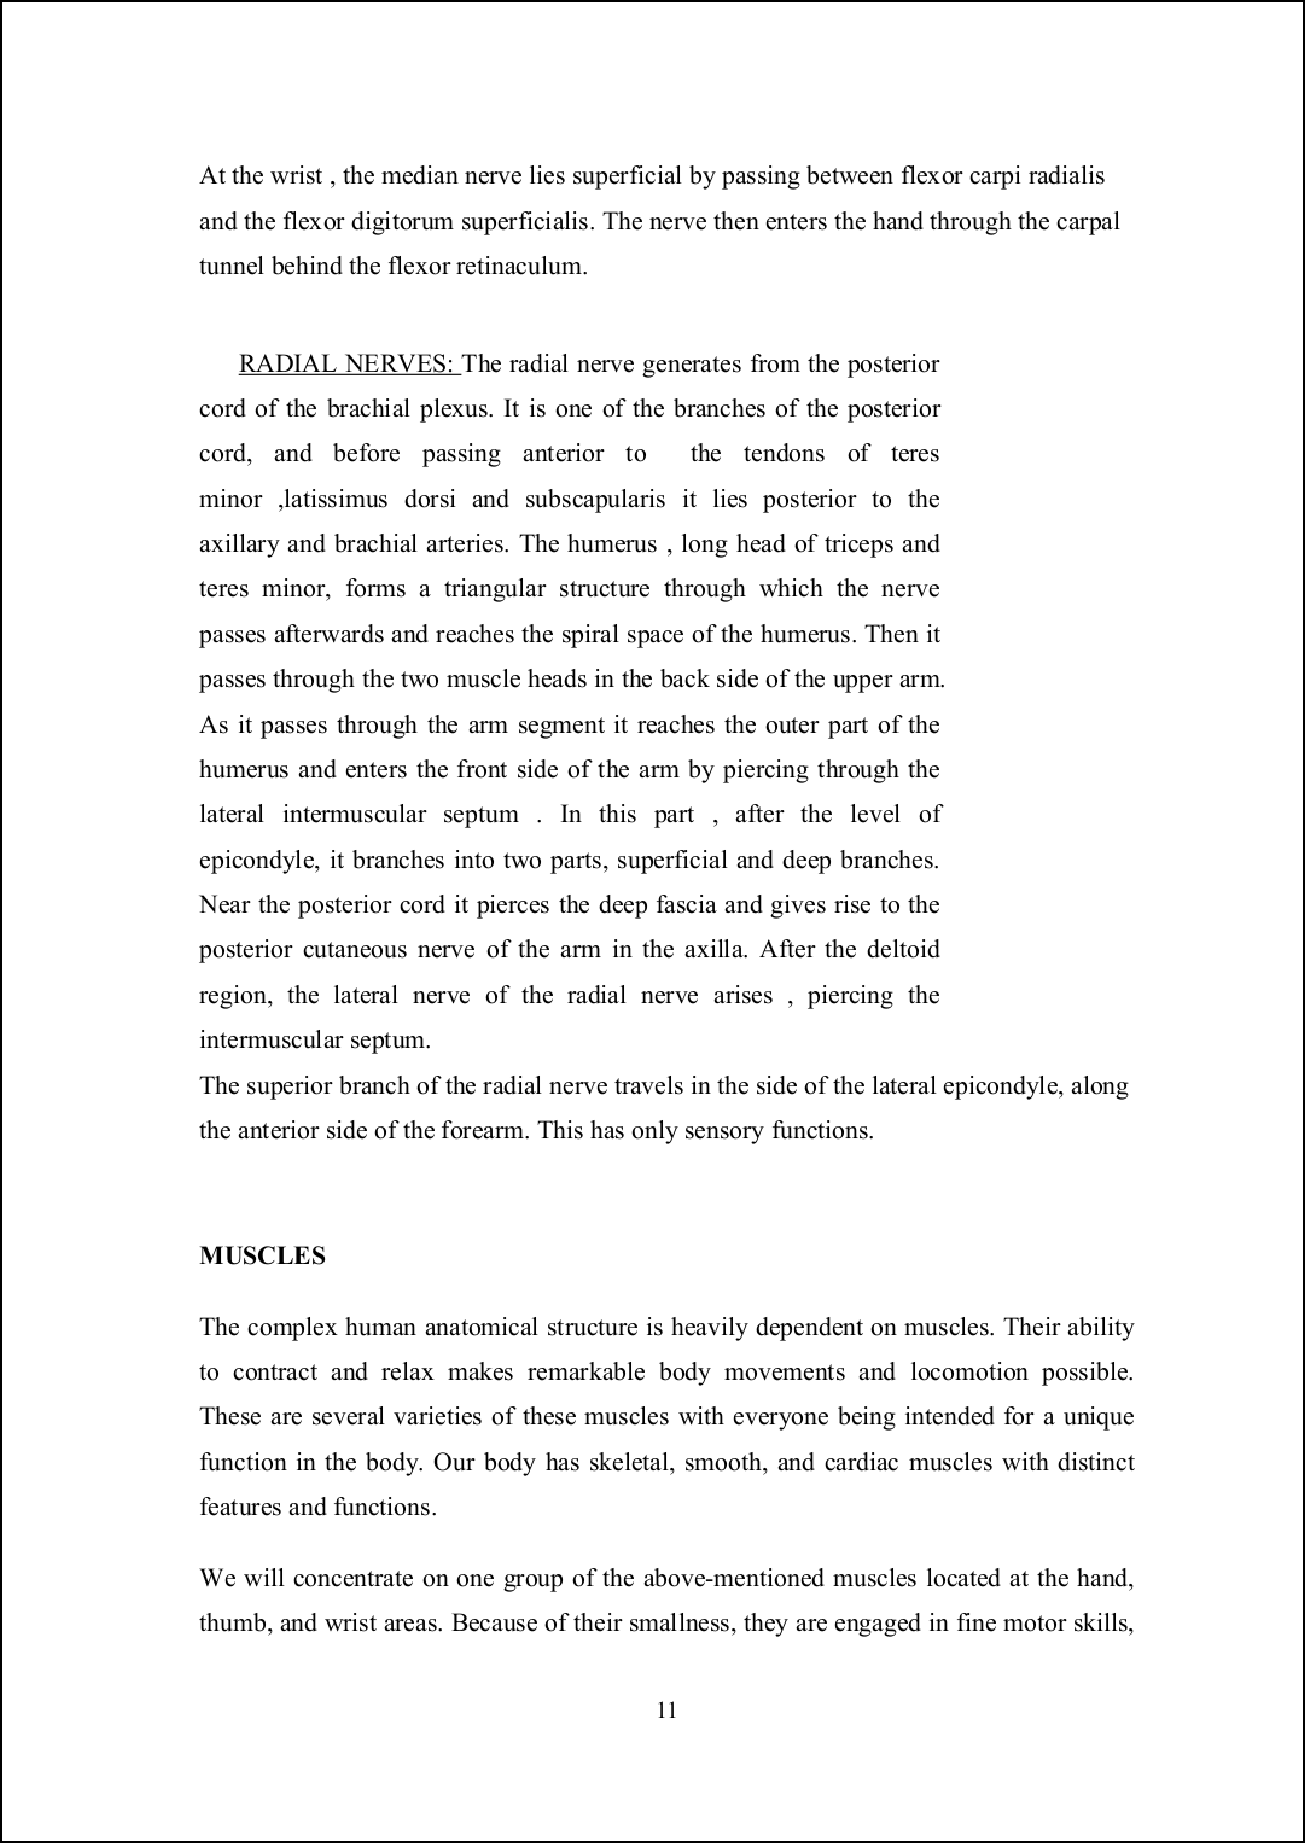 At the wrist , the median nerve lies superficial by passing between flexor carpi radialis
and the flexor digitorum superficialis. The nerve then enters the hand through the carpal
tunnel behind the flexor retinaculum.
RADIAL NERVES: The radial nerve generates from the posterior
cord of the brachial plexus. It is one of the branches of the posterior
cord, and before passing anterior to the tendons of teres
minor ,latissimus dorsi and subscapularis it lies posterior to the
axillary and brachial arteries. The humerus , long head of triceps and
teres minor, forms a triangular structure through which the nerve
passes afterwards and reaches the spiral space of the humerus. Then it
passes through the two muscle heads in the back side of the upper arm.
As it passes through the arm segment it reaches the outer part of the
humerus and enters the front side of the arm by piercing through the
lateral intermuscular septum . In this part , after the level of
epicondyle, it branches into two parts, superficial and deep branches.
Near the posterior cord it pierces the deep fascia and gives rise to the
posterior cutaneous nerve of the arm in the axilla. After the deltoid
region, the lateral nerve of the radial nerve arises , piercing the
intermuscular septum.
The superior branch of the radial nerve travels in the side of the lateral epicondyle, along
the anterior side of the forearm. This has only sensory functions.
MUSCLES
The complex human anatomical structure is heavily dependent on muscles. Their ability
to contract and relax makes remarkable body movements and locomotion possible.
These are several varieties of these muscles with everyone being intended for a unique
function in the body. Our body has skeletal, smooth, and cardiac muscles with distinct
features and functions.
We will concentrate on one group of the above-mentioned muscles located at the hand,
thumb, and wrist areas. Because of their smallness, they are engaged in fine motor skills,
11